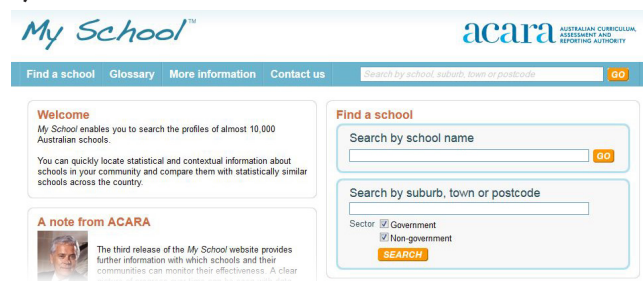 My School™
acara AUSTRALIAN CURRICULUM,
ASSESSMENT AND
REPORTING AUTHORITY
Find a school Glossary More information Contact us Search by school, suburb, town or postcode GO
Welcome
My School enables you to search the profiles of almost 10,000
Australian schools.
You can quickly locate statistical and contextual information about
schools in your community and compare them with statistically similar
schools across the country.
A note from ACARA
The third release of the My School website provides
further information with which schools and their
communities can monitor their effectiveness. A clear
Find a school
Search by school name
GO
Search by suburb, town or postcode
Sector Government
Non-government
SEARCH